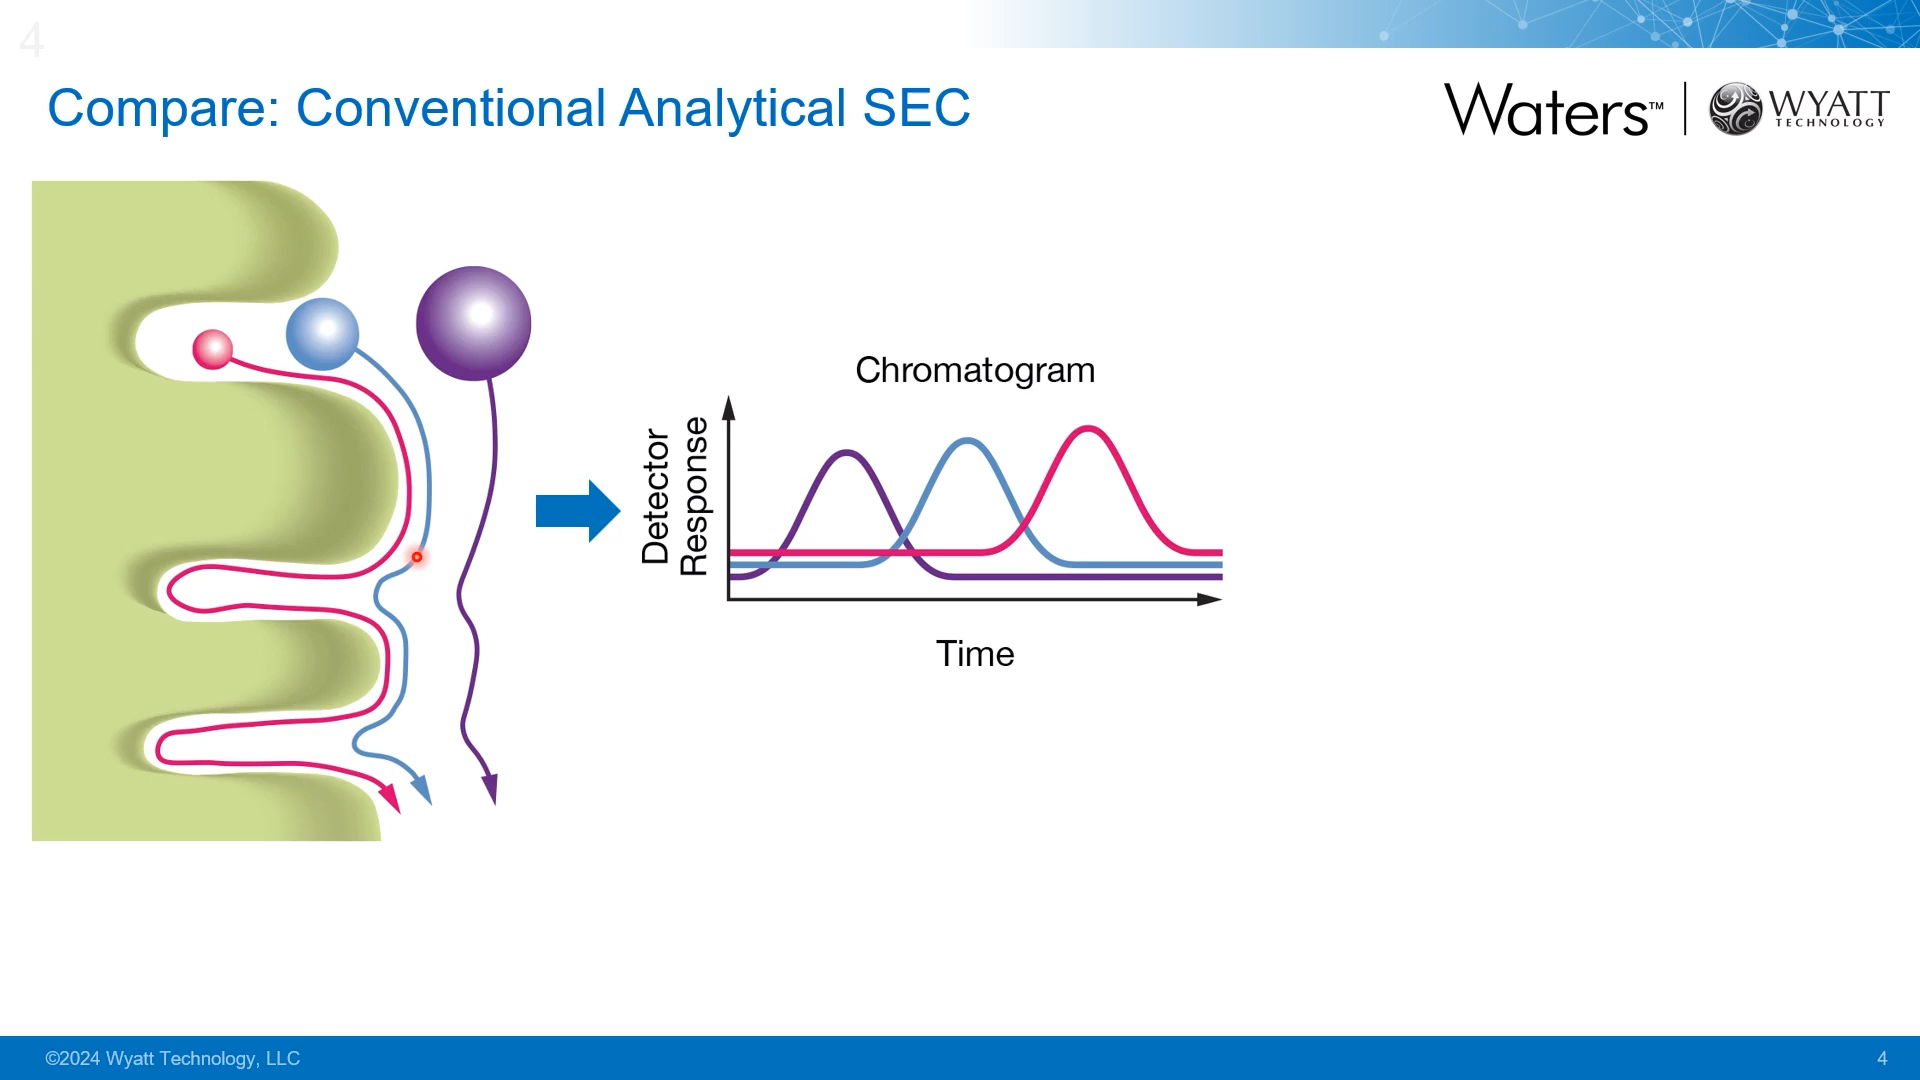 4
Compare: Conventional Analytical SEC
Waters™
WYATT
TECHNOLOGY
Chromatogram
Detector
Response
Time
©2024 Wyatt Technology, LLC
4